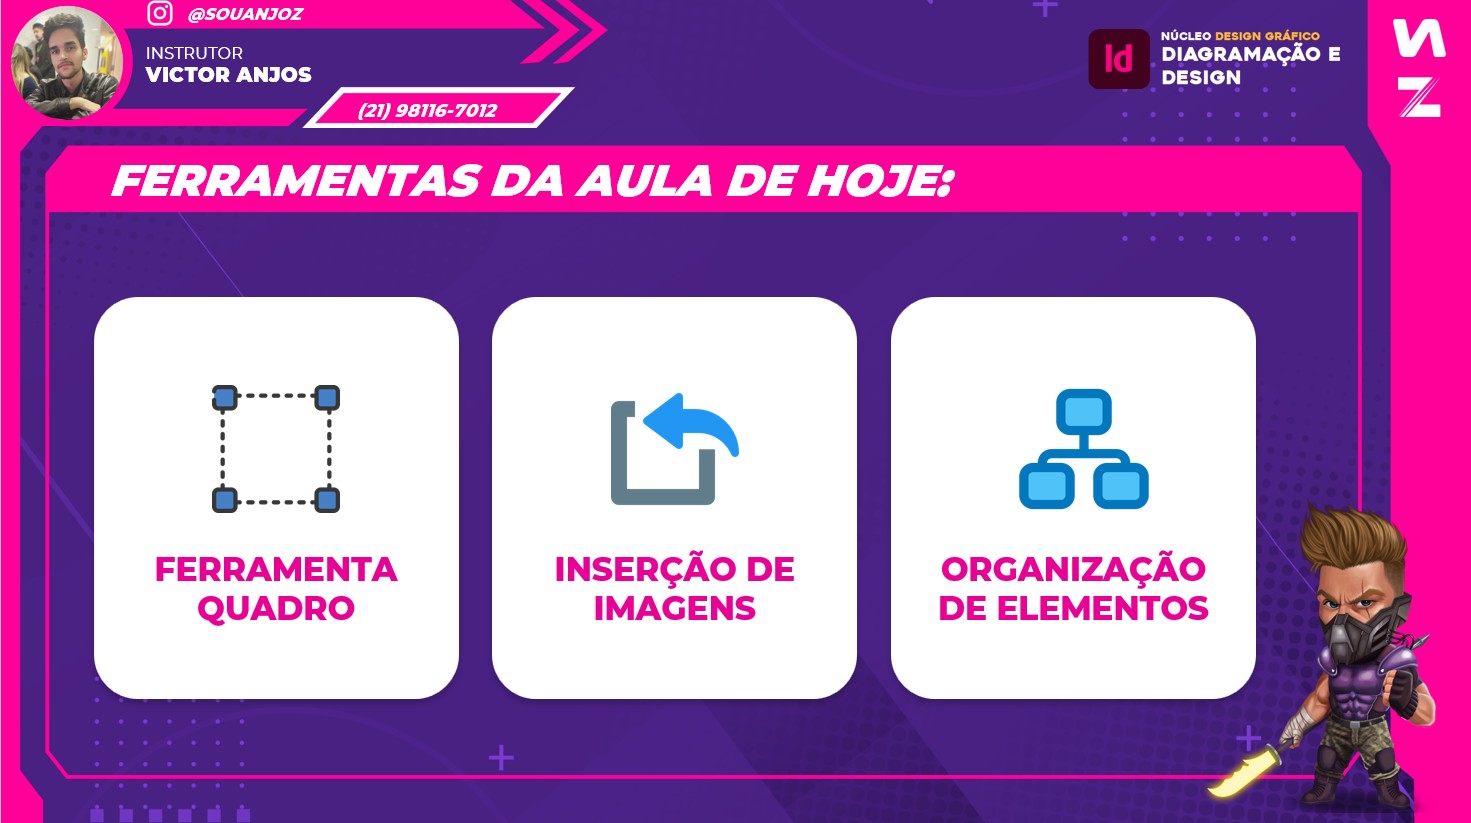 @SOUANJOZ
INSTRUTOR
VICTOR ANJOS
(21) 98116-7012
Id
NÚCLEO DESIGN GRÁFICO
DIAGRAMAÇÃO E
DESIGN
FERRAMENTAS DA AULA DE HOJE:
FERRAMENTA
QUADRO
INSERÇÃO DE
IMAGENS
ORGANIZAÇÃO
DE ELEMENTOS